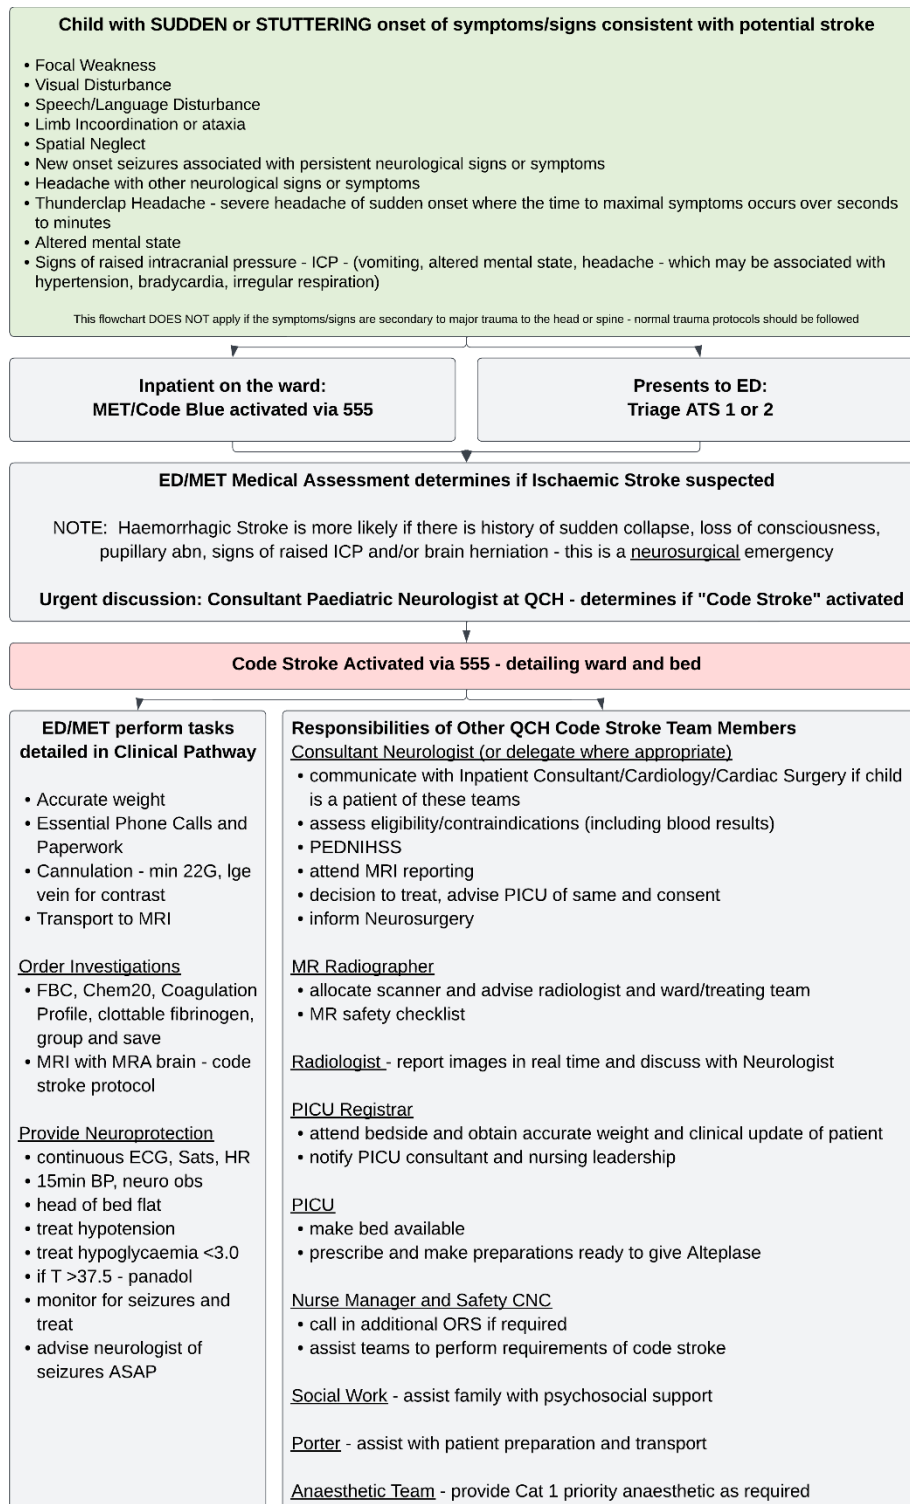 Child with SUDDEN or STUTTERING onset of symptoms/signs consistent with potential stroke
• Focal Weakness
• Visual Disturbance
• Speech/Language Disturbance
• Limb Incoordination or ataxia
• Spatial Neglect
• New onset seizures associated with persistent neurological signs or symptoms
• Headache with other neurological signs or symptoms
• Thunderclap Headache - severe headache of sudden onset where the time to maximal symptoms occurs over seconds
to minutes
• Altered mental state
• Signs of raised intracranial pressure - ICP - (vomiting, altered mental state, headache - which may be associated with
hypertension, bradycardia, irregular respiration)
This flowchart DOES NOT apply if the symptoms/signs are secondary to major trauma to the head or spine - normal trauma protocols should be followed
Inpatient on the ward:
MET/Code Blue activated via 555
Presents to ED:
Triage ATS 1 or 2
ED/MET Medical Assessment determines if Ischaemic Stroke suspected
NOTE: Haemorrhagic Stroke is more likely if there is history of sudden collapse, loss of consciousness,
pupillary abn, signs of raised ICP and/or brain herniation - this is a neurosurgical emergency
Urgent discussion: Consultant Paediatric Neurologist at QCH - determines if "Code Stroke" activated
Code Stroke Activated via 555 - detailing ward and bed
ED/MET perform tasks
detailed in Clinical Pathway
• Accurate weight
• Essential Phone Calls and
Paperwork
• Cannulation - min 22G, lge
vein for contrast
• Transport to MRI
Order Investigations
• FBC, Chem20, Coagulation
Profile, clottable fibrinogen,
group and save
• MRI with MRA brain - code
stroke protocol
Provide Neuroprotection
• continuous ECG, Sats, HR
• 15min BP, neuro obs
• head of bed flat
• treat hypotension
• treat hypoglycaemia <3.0
• if T >37.5 - panadol
• monitor for seizures and
treat
• advise neurologist of
seizures ASAP
Responsibilities of Other QCH Code Stroke Team Members
Consultant Neurologist (or delegate where appropriate)
• communicate with Inpatient Consultant/Cardiology/Cardiac Surgery if child
is a patient of these teams
• assess eligibility/contraindications (including blood results)
• PEDNIHSS
• attend MRI reporting
• decision to treat, advise PICU of same and consent
• inform Neurosurgery
MR Radiographer
• allocate scanner and advise radiologist and ward/treating team
• MR safety checklist
Radiologist - report images in real time and discuss with Neurologist
PICU Registrar
• attend bedside and obtain accurate weight and clinical update of patient
• notify PICU consultant and nursing leadership
PICU
• make bed available
• prescribe and make preparations ready to give Alteplase
Nurse Manager and Safety CNC
• call in additional ORS if required
• assist teams to perform requirements of code stroke
Social Work - assist family with psychosocial support
Porter - assist with patient preparation and transport
Anaesthetic Team - provide Cat 1 priority anaesthetic as required